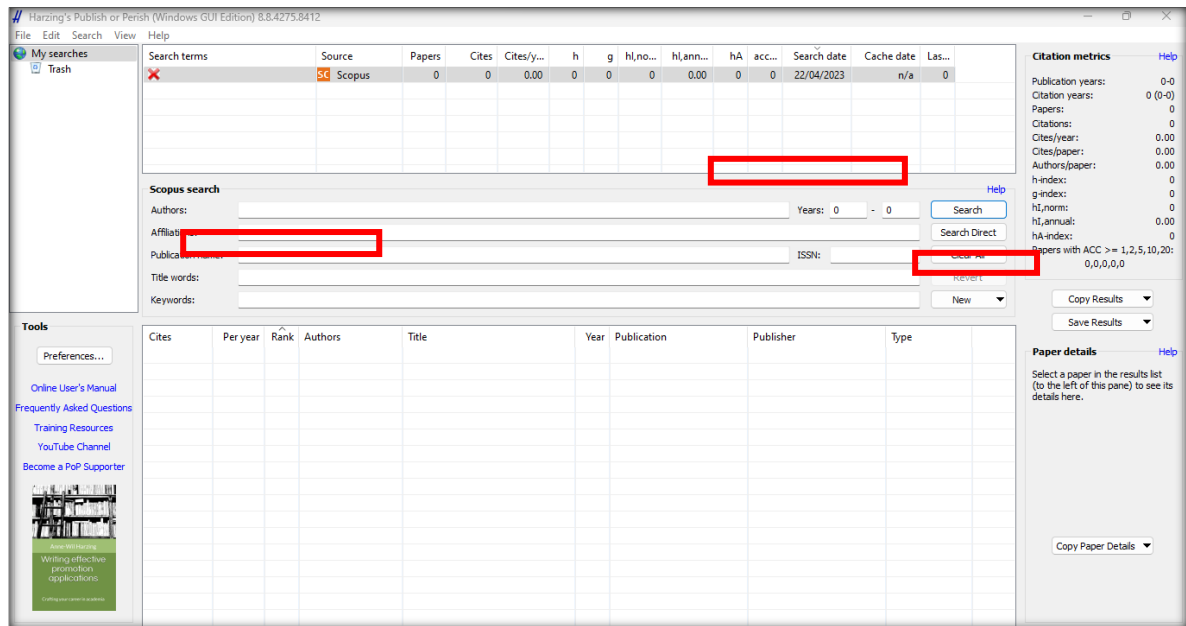 Harzing's Publish or Perish (Windows GUI Edition) 8.8.4275.8412
File Edit Search View Help
My searches
Trash
Search terms Source Papers Cites Cites/y... h g hI,no... hI,ann... hA acc... Search date Cache date Las...
SC Scopus 0 0 0.00 0 0 0 0.00 0 0 22/04/2023 n/a 0
Scopus search Help
Authors: Years: 0 - 0 Search
Search Direct
ISSN: Clear All
Title words: Revert
Keywords: New
Cites Per year Rank Authors Title Year Publication Publisher Type
Tools
Preferences...
Online User's Manual
Frequently Asked Questions
Training Resources
YouTube Channel
Become a PoP Supporter
Anne-Wil Harzing
Writing effective
promotion
applications
Crafting your career in academia
Citation metrics Help
Publication years: 0-0
Citation years: 0 (0-0)
Papers: 0
Citations: 0
Cites/year: 0.00
Cites/paper: 0.00
Authors/paper: 0.00
h-index: 0
g-index: 0
hI,norm: 0
hI,annual: 0.00
hA-index: 0
Papers with ACC >= 1,2,5,10,20:
0,0,0,0,0
Copy Results
Save Results
Paper details Help
Select a paper in the results list
(to the left of this pane) to see its
details here.
Copy Paper Details